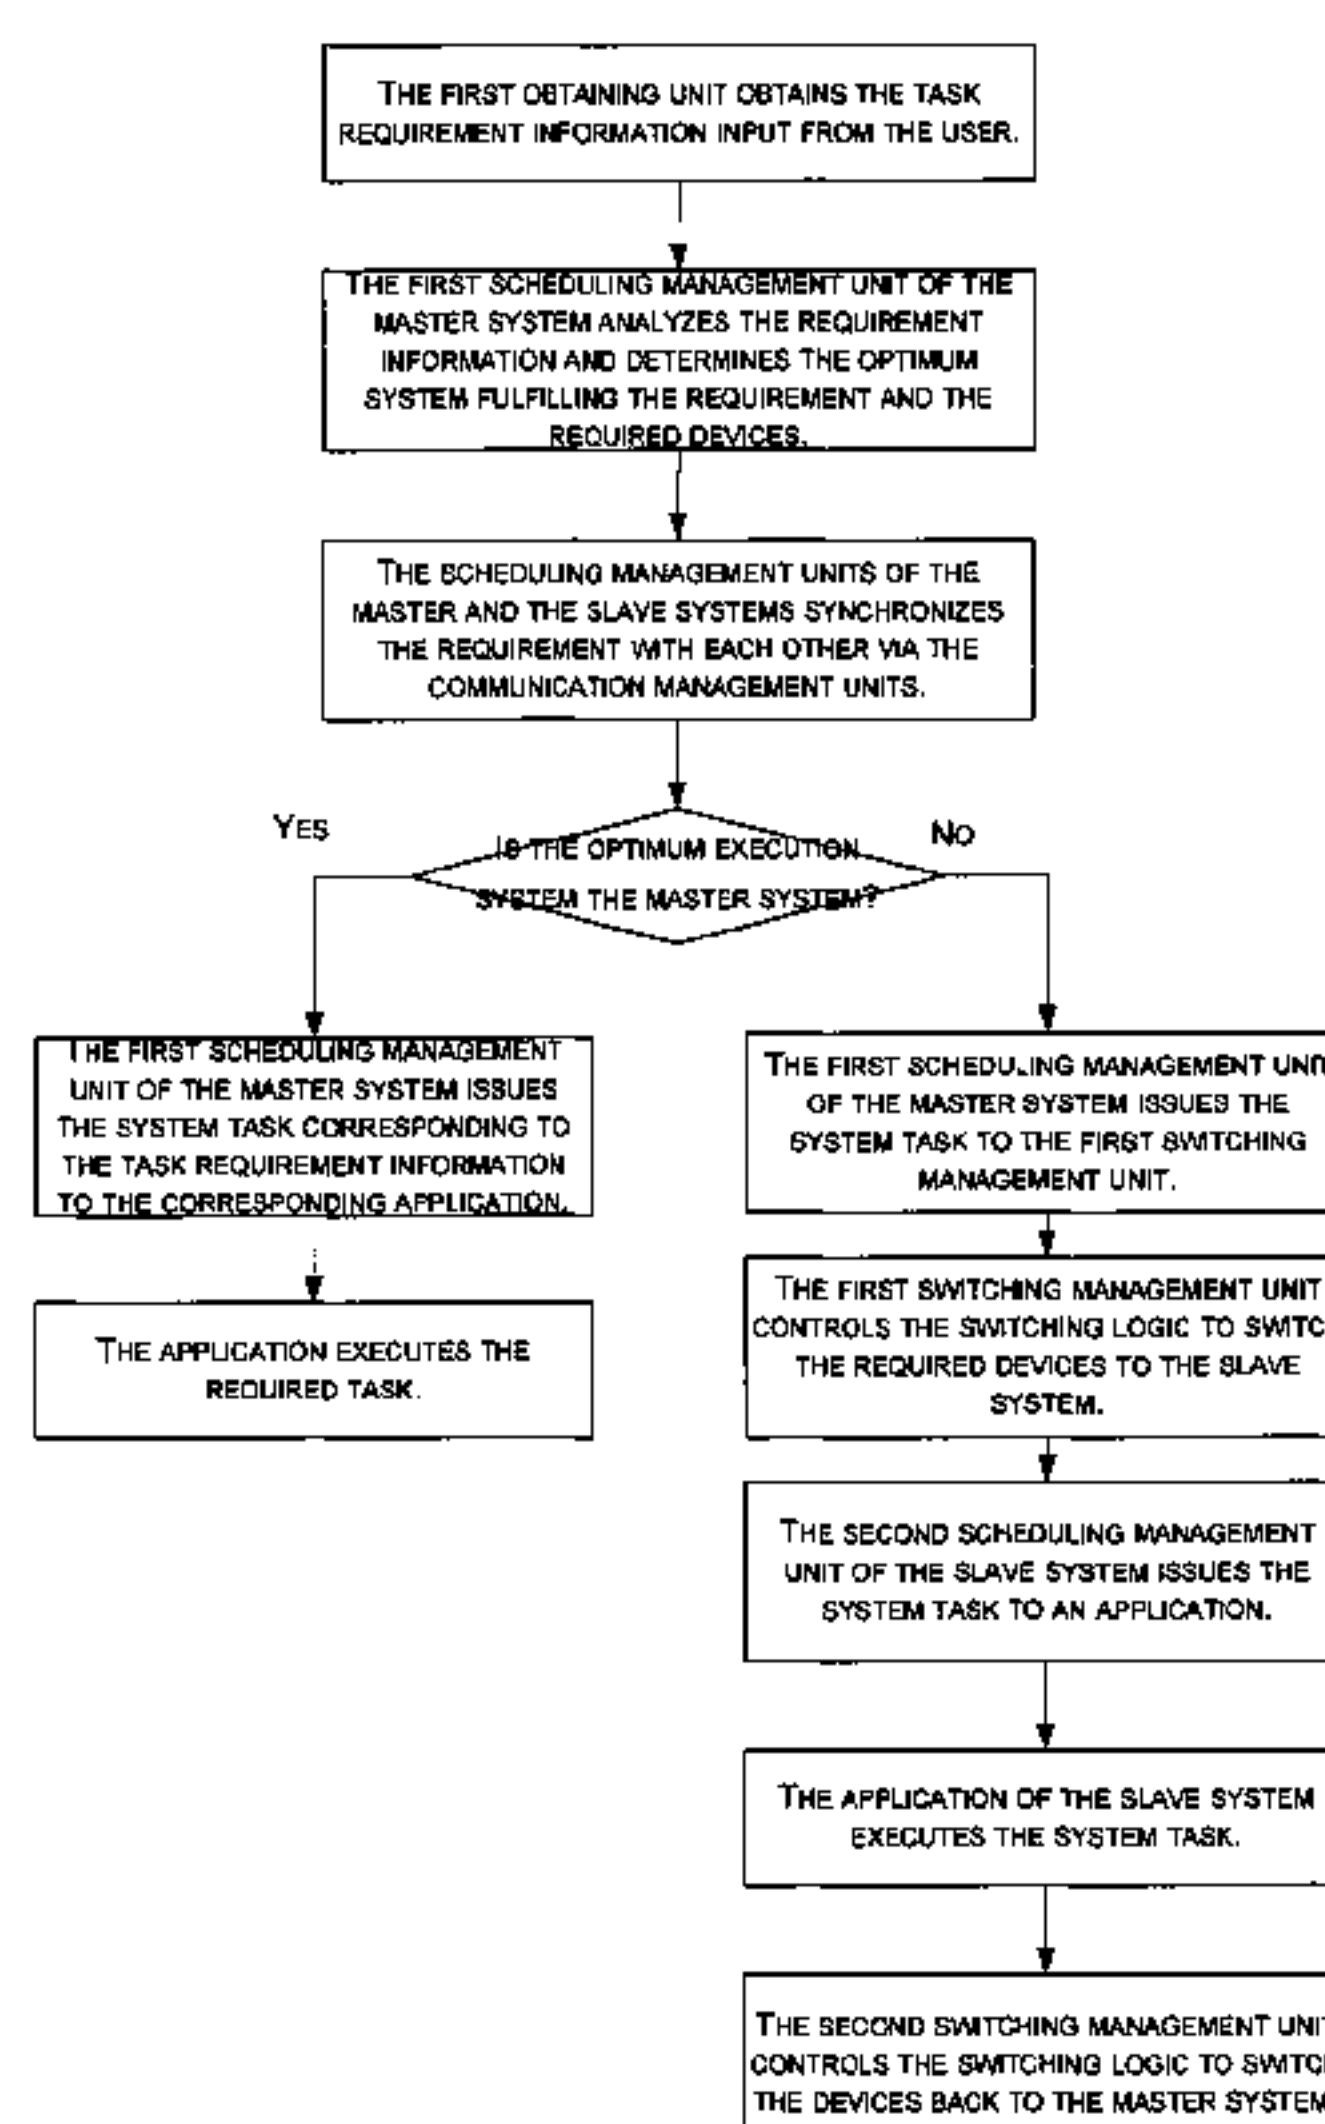 THE FIRST OBTAINING UNIT OBTAINS THE TASK
REQUIREMENT INFORMATION INPUT FROM THE USER.
THE FIRST SCHEDULING MANAGEMENT UNIT OF THE
MASTER SYSTEM ANALYZES THE REQUIREMENT
INFORMATION AND DETERMINES THE OPTIMUM
SYSTEM FULFILLING THE REQUIREMENT AND THE
REQUIRED DEVICES.
THE SCHEDULING MANAGEMENT UNITS OF THE
MASTER AND THE SLAVE SYSTEMS SYNCHRONIZES
THE REQUIREMENT WITH EACH OTHER VIA THE
COMMUNICATION MANAGEMENT UNITS.
YES
IS THE OPTIMUM EXECUTION
SYSTEM THE MASTER SYSTEM?
NO
THE FIRST SCHEDULING MANAGEMENT
UNIT OF THE MASTER SYSTEM ISSUES
THE SYSTEM TASK CORRESPONDING TO
THE TASK REQUIREMENT INFORMATION
TO THE CORRESPONDING APPLICATION.
THE APPLICATION EXECUTES THE
REQUIRED TASK.
THE FIRST SCHEDULING MANAGEMENT UNIT
OF THE MASTER SYSTEM ISSUES THE
SYSTEM TASK TO THE FIRST SWITCHING
MANAGEMENT UNIT.
THE FIRST SWITCHING MANAGEMENT UNIT
CONTROLS THE SWITCHING LOGIC TO SWITC
THE REQUIRED DEVICES TO THE SLAVE
SYSTEM.
THE SECOND SCHEDULING MANAGEMENT
UNIT OF THE SLAVE SYSTEM ISSUES THE
SYSTEM TASK TO AN APPLICATION.
THE APPLICATION OF THE SLAVE SYSTEM
EXECUTES THE SYSTEM TASK.
THE SECOND SWITCHING MANAGEMENT UNIT
CONTROLS THE SWITCHING LOGIC TO SWITC
THE DEVICES BACK TO THE MASTER SYSTEM